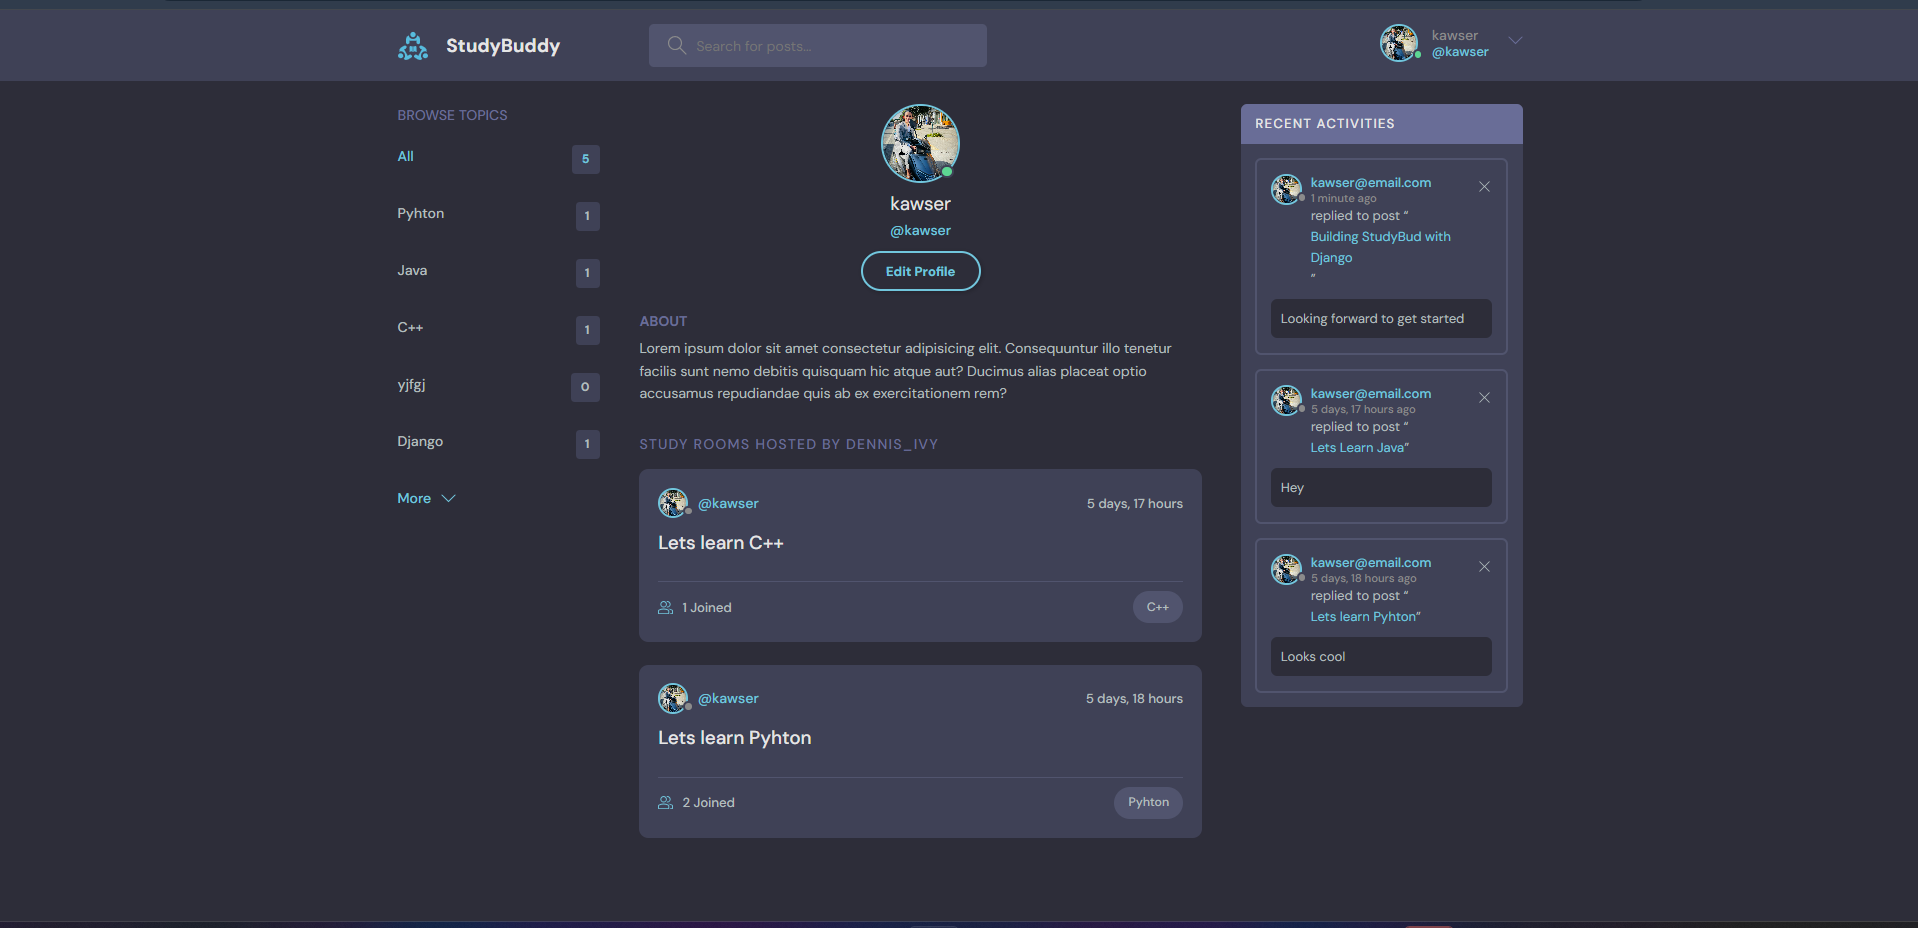 StudyBuddy
Search for posts...
kawser
@kawser
BROWSE TOPICS
All 5
Pyhton 1
Java 1
C++ 1
yjfgj 0
Django 1
More
kawser
@kawser
Edit Profile
ABOUT
Lorem ipsum dolor sit amet consectetur adipisicing elit. Consequuntur illo tenetur
facilis sunt nemo debitis quisquam hic atque aut? Ducimus alias placeat optio
accusamus repudiandae quis ab ex exercitationem rem?
STUDY ROOMS HOSTED BY DENNIS_IVY
@kawser 5 days, 17 hours
Lets learn C++
1 Joined C++
@kawser 5 days, 18 hours
Lets learn Pyhton
2 Joined Pyhton
RECENT ACTIVITIES
kawser@email.com
1 minute ago
replied to post “
Building StudyBud with
Django
”
Looking forward to get started
kawser@email.com
5 days, 17 hours ago
replied to post “
Lets Learn Java”
Hey
kawser@email.com
5 days, 18 hours ago
replied to post “
Lets learn Pyhton”
Looks cool